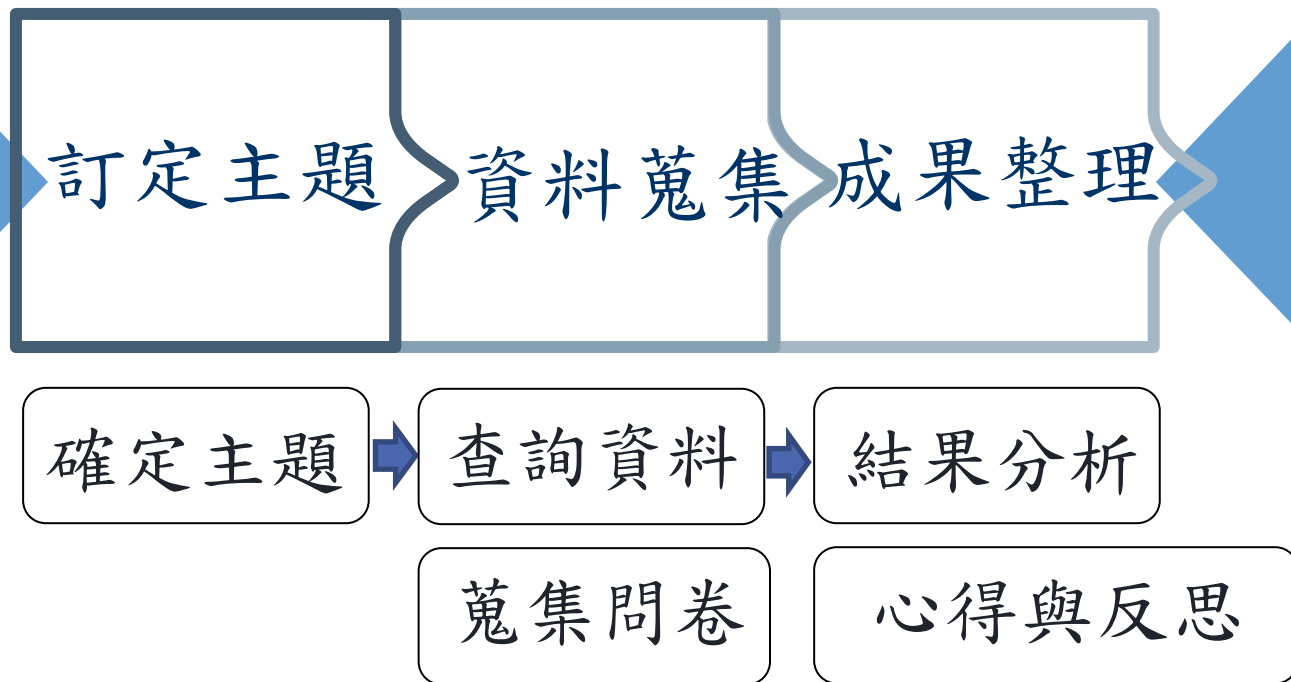 訂定主題
資料蒐集
成果整理
確定主題
查詢資料
結果分析
蒐集問卷
心得與反思